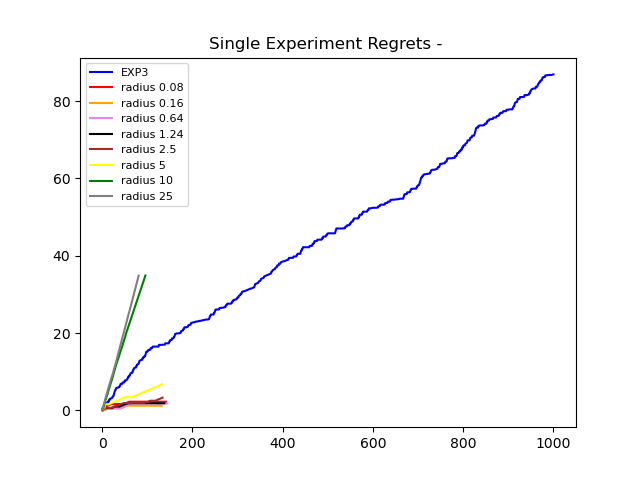 Single Experiment Regrets -
EXP3
radius 0.08
radius 0.16
radius 0.64
radius 1.24
radius 2.5
radius 5
radius 10
radius 25
80
60
40
20
0
0 200 400 600 800 1000